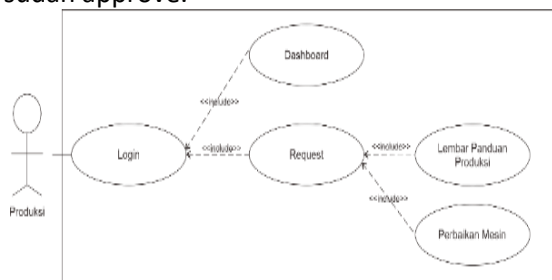 sudah approve.
Dashboard
<<include>>
Login
<<include>>
Request
<<include>>
Lembar Panduan
Produksi
<<include>>
Produksi
Perbaikan Mesin